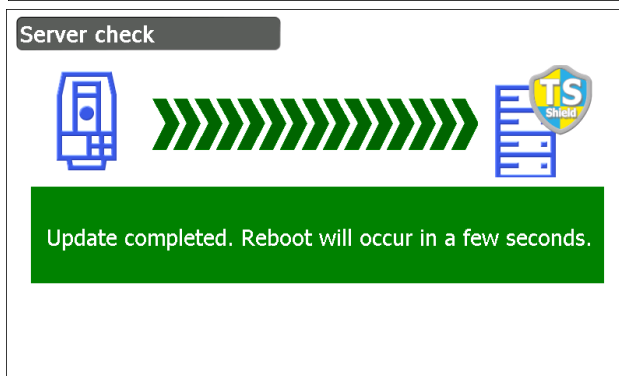 Server check
TS
Shield
Update completed. Reboot will occur in a few seconds.